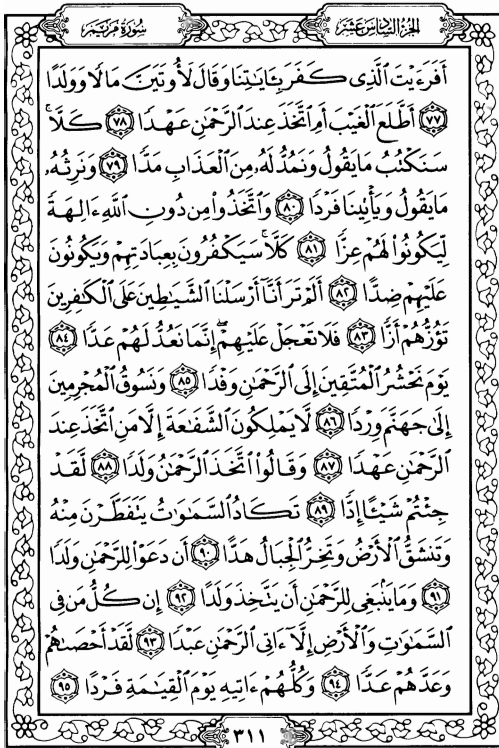 الجزء السادس عشر
سورة مريم
أَفَرَءَيْتَ ٱلَّذِى كَفَرَ بِـَٔايَـٰتِنَا وَقَالَ لَأُوتَيَنَّ مَالًا وَوَلَدًا
﴿٧٧﴾ أَطَّلَعَ ٱلْغَيْبَ أَمِ ٱتَّخَذَ عِندَ ٱلرَّحْمَـٰنِ عَهْدًا ﴿٧٨﴾ كَلَّا ۚ
سَنَكْتُبُ مَا يَقُولُ وَنَمُدُّ لَهُۥ مِنَ ٱلْعَذَابِ مَدًّا ﴿٧٩﴾ وَنَرِثُهُۥ
مَا يَقُولُ وَيَأْتِينَا فَرْدًا ﴿٨٠﴾ وَٱتَّخَذُوا۟ مِن دُونِ ٱللَّهِ ءَالِهَةً
لِّيَكُونُوا۟ لَهُمْ عِزًّا ﴿٨١﴾ كَلَّا ۚ سَيَكْفُرُونَ بِعِبَادَتِهِمْ وَيَكُونُونَ
عَلَيْهِمْ ضِدًّا ﴿٨٢﴾ أَلَمْ تَرَ أَنَّآ أَرْسَلْنَا ٱلشَّيَـٰطِينَ عَلَى ٱلْكَـٰفِرِينَ
تَؤُزُّهُمْ أَزًّا ﴿٨٣﴾ فَلَا تَعْجَلْ عَلَيْهِمْ ۖ إِنَّمَا نَعُدُّ لَهُمْ عَدًّا ﴿٨٤﴾
يَوْمَ نَحْشُرُ ٱلْمُتَّقِينَ إِلَى ٱلرَّحْمَـٰنِ وَفْدًا ﴿٨٥﴾ وَنَسُوقُ ٱلْمُجْرِمِينَ
إِلَىٰ جَهَنَّمَ وِرْدًا ﴿٨٦﴾ لَّا يَمْلِكُونَ ٱلشَّفَـٰعَةَ إِلَّا مَنِ ٱتَّخَذَ عِندَ
ٱلرَّحْمَـٰنِ عَهْدًا ﴿٨٧﴾ وَقَالُوا۟ ٱتَّخَذَ ٱلرَّحْمَـٰنُ وَلَدًا ﴿٨٨﴾ لَّقَدْ
جِئْتُمْ شَيْـًٔا إِدًّا ﴿٨٩﴾ تَكَادُ ٱلسَّمَـٰوَٰتُ يَتَفَطَّرْنَ مِنْهُ
وَتَنشَقُّ ٱلْأَرْضُ وَتَخِرُّ ٱلْجِبَالُ هَدًّا ﴿٩٠﴾ أَن دَعَوْا۟ لِلرَّحْمَـٰنِ وَلَدًا
﴿٩١﴾ وَمَا يَنۢبَغِى لِلرَّحْمَـٰنِ أَن يَتَّخِذَ وَلَدًا ﴿٩٢﴾ إِن كُلُّ مَن فِى
ٱلسَّمَـٰوَٰتِ وَٱلْأَرْضِ إِلَّآ ءَاتِى ٱلرَّحْمَـٰنِ عَبْدًا ﴿٩٣﴾ لَّقَدْ أَحْصَىٰهُمْ
وَعَدَّهُمْ عَدًّا ﴿٩٤﴾ وَكُلُّهُمْ ءَاتِيهِ يَوْمَ ٱلْقِيَـٰمَةِ فَرْدًا ﴿٩٥﴾
٣١١